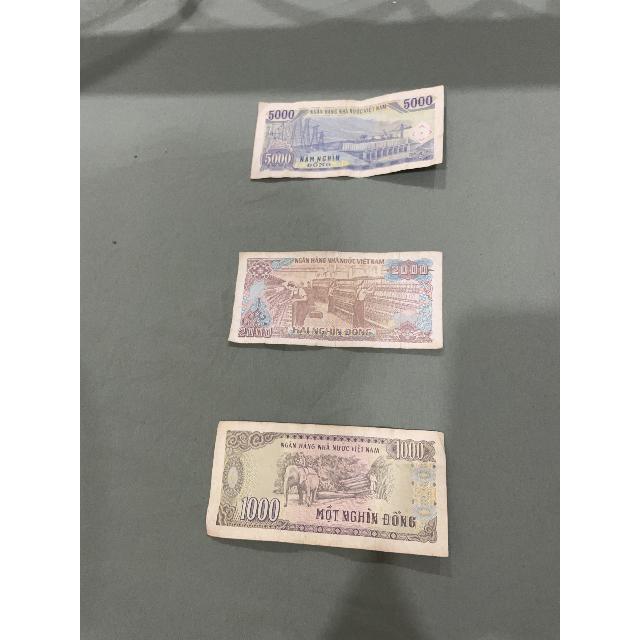 5000 NGÂN HÀNG NHÀ NƯỚC VIỆT NAM 5000
5000 NĂM NGHÌN
ĐỒNG
NGÂN HÀNG NHÀ NƯỚC VIỆT NAM
2000
2000 HAI NGHÌN ĐỒNG
NGÂN HÀNG NHÀ NƯỚC VIỆT NAM 1000
1000 MỘT NGHÌN ĐỒNG